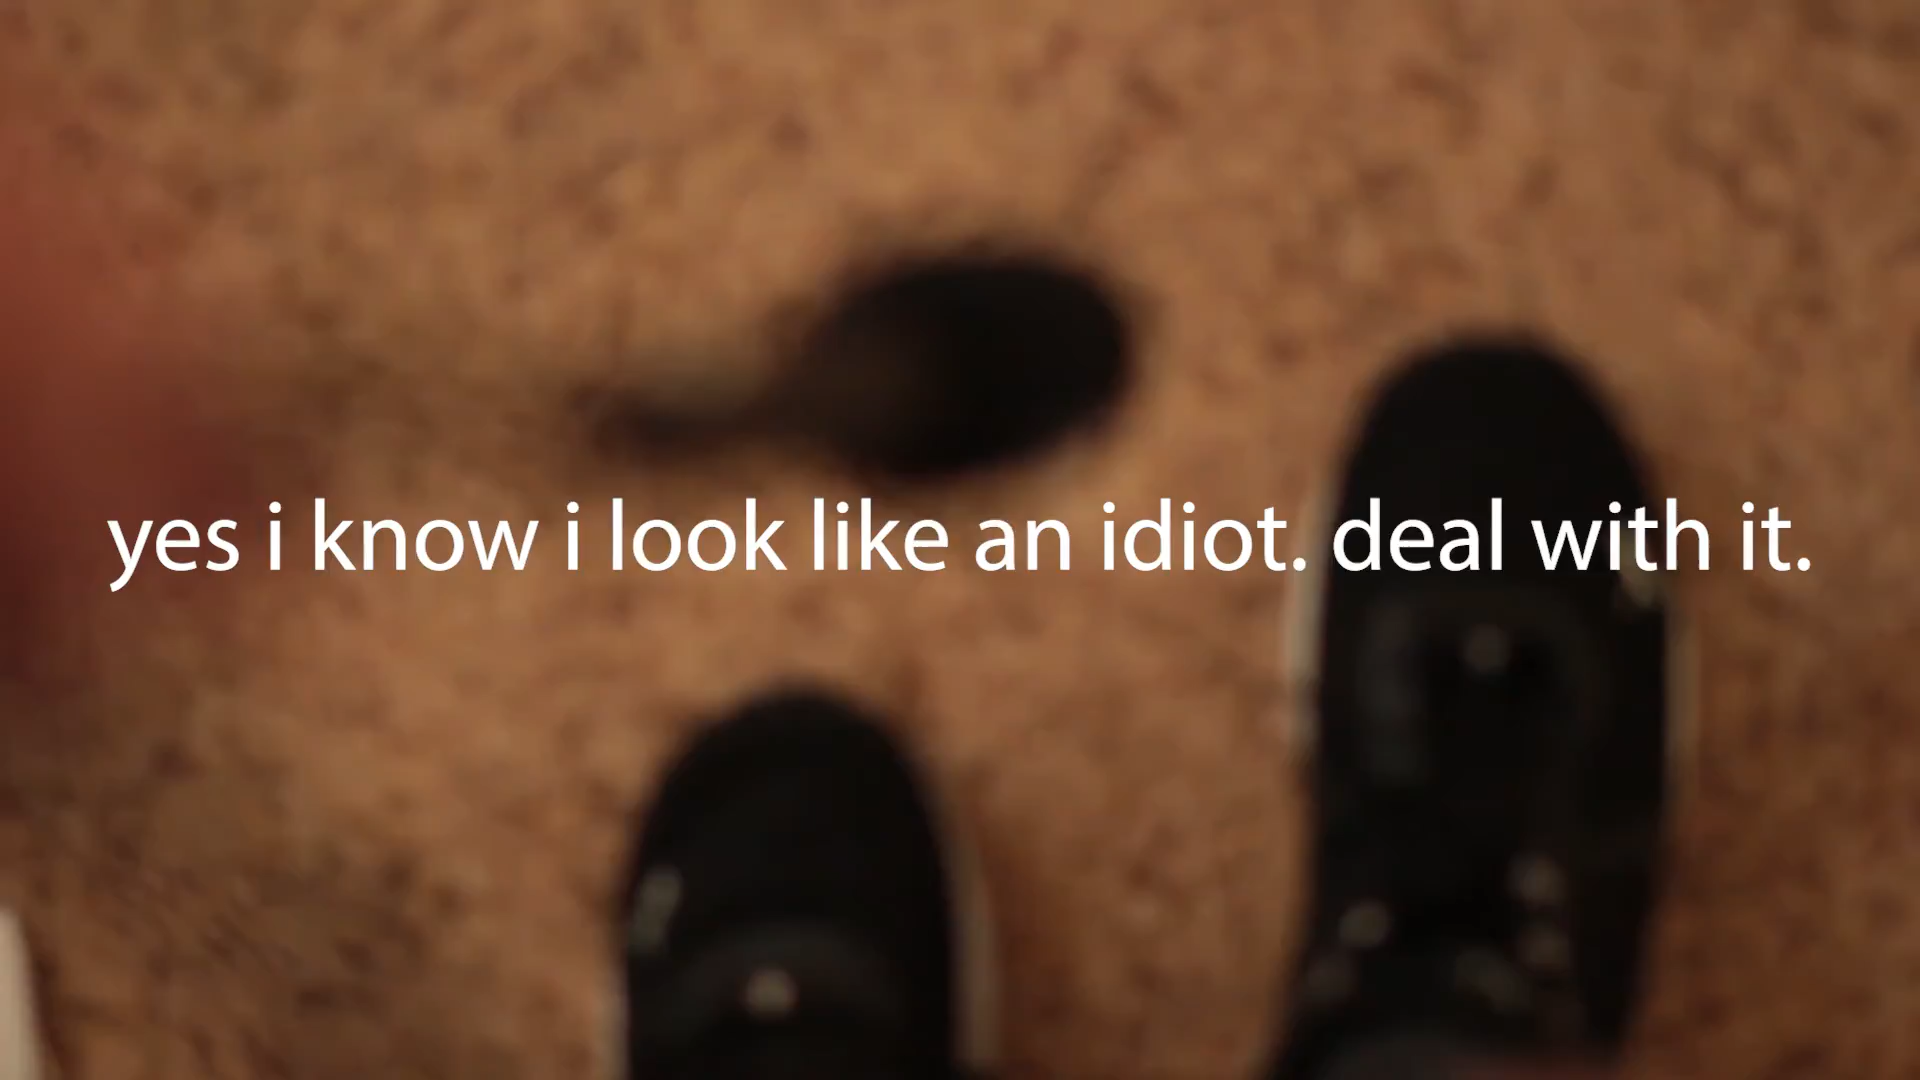 yes i know i look like an idiot. deal with it.